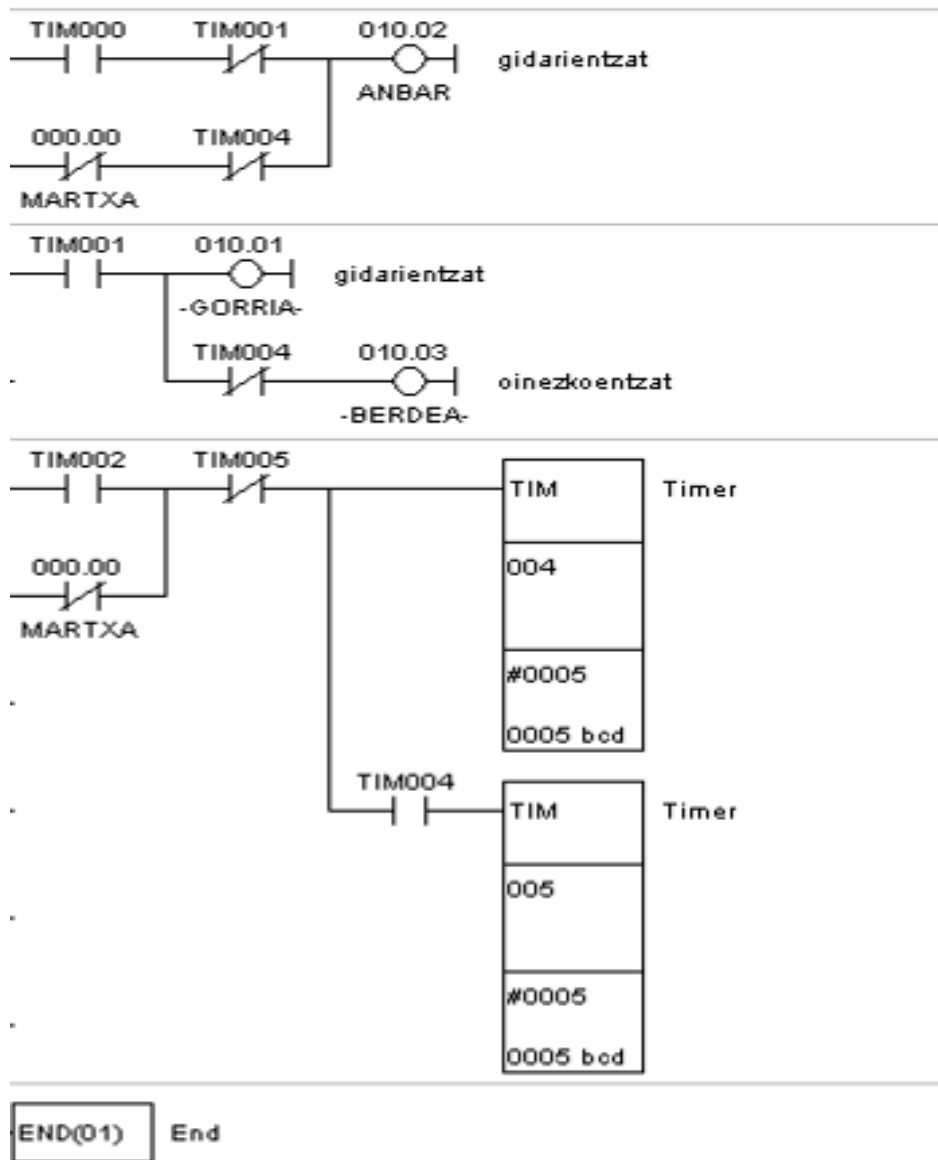 TIM000 TIM001 010.02
gidarientzat
ANBAR
000.00 TIM004
MARTXA
TIM001 010.01
gidarientzat
-GORRIA-
TIM004 010.03
oinezkoentzat
-BERDEA-
TIM002 TIM005
TIM Timer
000.00 004
MARTXA
#0005
0005 bcd
TIM004
TIM Timer
005
#0005
0005 bcd
END(01) End